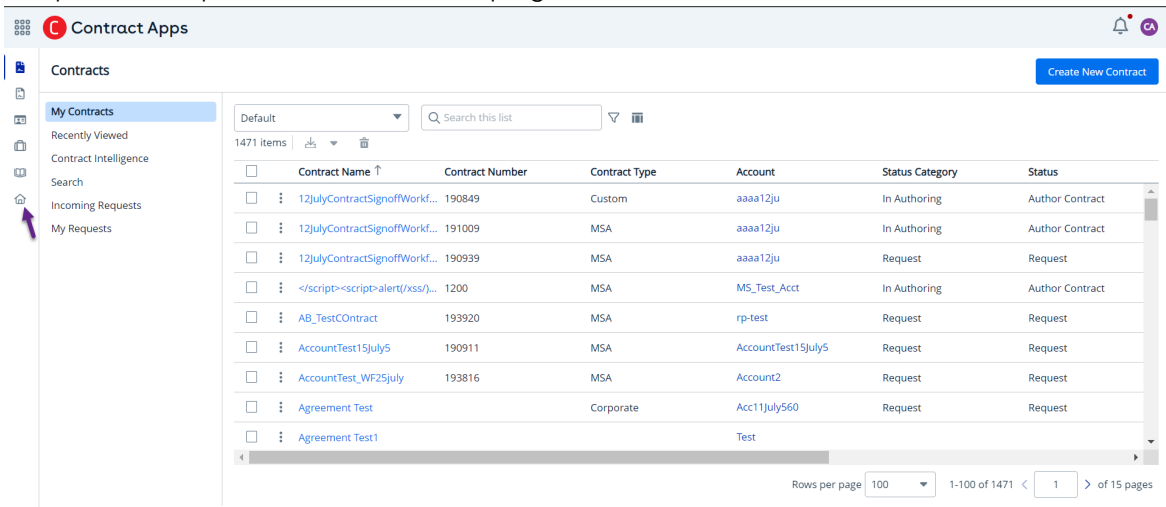 C Contract Apps
CA
Contracts
Create New Contract
My Contracts
Recently Viewed
Contract Intelligence
Search
Incoming Requests
My Requests
Default
Search this list
1471 items
Contract Name ↑ Contract Number Contract Type Account Status Category Status
12JulyContractSignoffWorkf... 190849 Custom aaaa12ju In Authoring Author Contract
12JulyContractSignoffWorkf... 191009 MSA aaaa12ju In Authoring Author Contract
12JulyContractSignoffWorkf... 190939 MSA aaaa12ju Request Request
</script><script>alert(/xss/)... 1200 MSA MS_Test_Acct In Authoring Author Contract
AB_TestCOntract 193920 MSA rp-test Request Request
AccountTest15July5 190911 MSA AccountTest15July5 Request Request
AccountTest_WF25july 193816 MSA Account2 Request Request
Agreement Test Corporate Acc11July560 Request Request
Agreement Test1 Test
Rows per page 100 1-100 of 1471 < 1 > of 15 pages